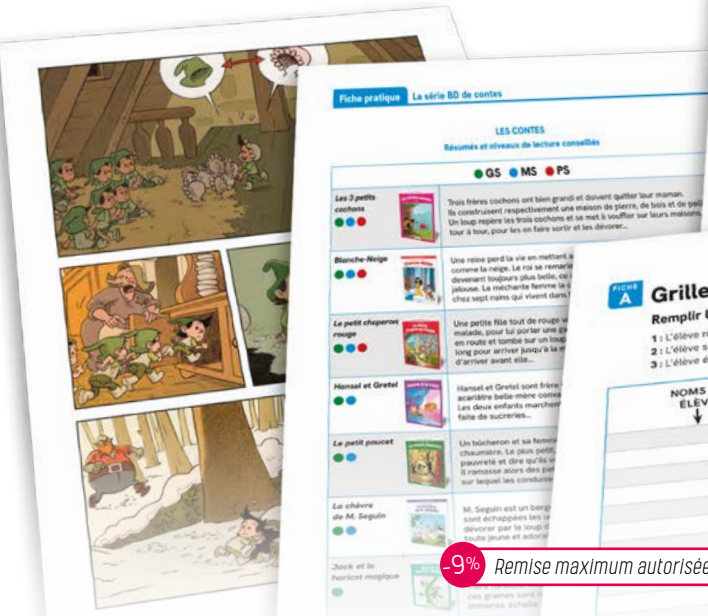 Fiche pratique La série BD de contes
LES CONTES
Résumés et niveaux de lecture conseillés
GS MS PS
Les 3 petits
cochons
Trois frères cochons ont bien grandi et doivent quitter leur maman.
Ils construisent respectivement une maison de pierre, de bois et de
Un loup repère les trois cochons et se met à souffler sur leurs maisons,
tour à tour, pour les en faire sortir et les dévorer...
Blanche-Neige
Une reine perd la vie en mettant
comme la neige. Le roi se remarie
devenant toujours plus belle,
jalouse. La méchante femme la
chez sept nains qui vivent dans
Le petit chaperon
rouge
Une petite fille tout de rouge
malade, pour lui porter une
en route et tombe sur un loup
long pour arriver jusqu'à la
d'arriver avant elle...
Hansel et Gretel
Hansel et Gretel sont frère
acariâtre belle-mère
Les deux enfants marchent
faite de sucreries...
Le petit poucet
Un bûcheron et sa femme
chaumière. Le plus petit,
pauvreté et dire qu'ils
Il ramasse alors des
sur lequel les
La chèvre
de M. Seguin
M. Seguin est un
sont échappées les
dévorer par le loup
toute jeune et
Jack et le
haricot magique
ces graines sont
immense échelle
FICHE
A
Grille
Remplir
1 : L'élève
2 : L'élève
3 : L'élève
NOMS
-9% Remise maximum autorisée